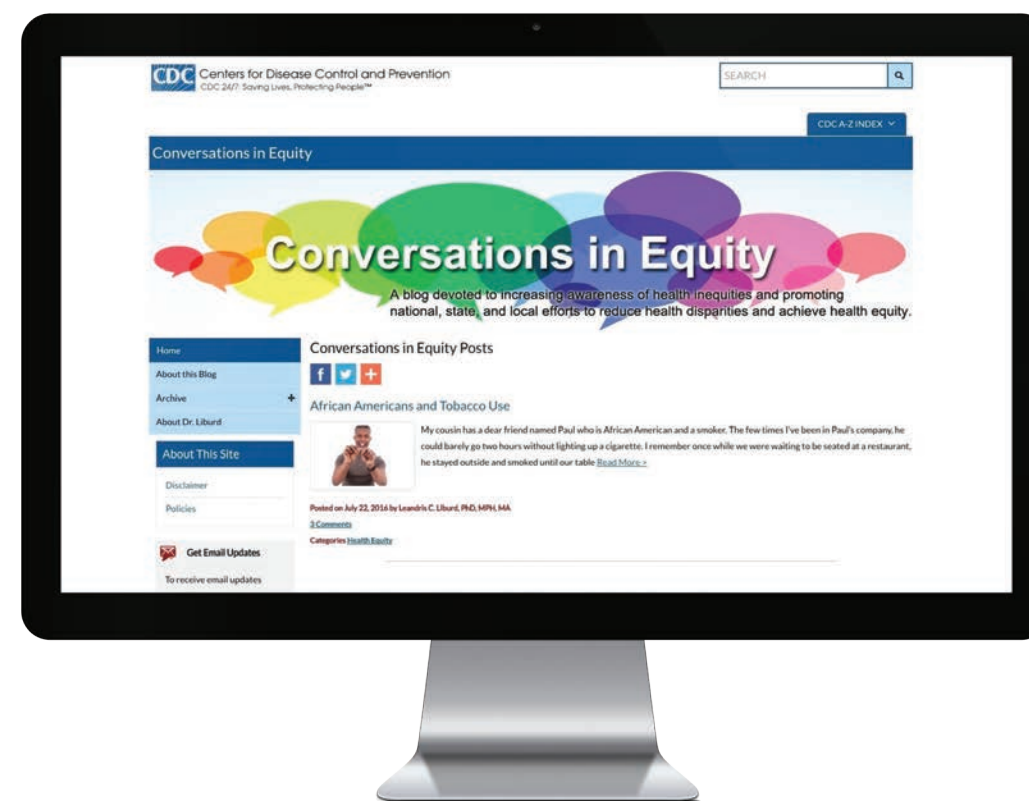 CDC
Centers for Disease Control and Prevention
CDC 24/7: Saving Lives, Protecting People™
SEARCH
CDC A-Z INDEX
Conversations in Equity
Conversations in Equity
A blog devoted to increasing awareness of health inequities and promoting
national, state, and local efforts to reduce health disparities and achieve health equity.
Home
About this Blog
Archive +
About Dr. Liburd
About This Site
Disclaimer
Policies
Get Email Updates
To receive email updates
Conversations in Equity Posts
f +
African Americans and Tobacco Use
My cousin has a dear friend named Paul who is African American and a smoker. The few times I've been in Paul's company, he
could barely go two hours without lighting up a cigarette. I remember once while we were waiting to be seated at a restaurant,
he stayed outside and smoked until our table Read More >
Posted on July 22, 2016 by Leandris C. Liburd, PhD, MPH, MA
3 Comments
Categories Health Equity